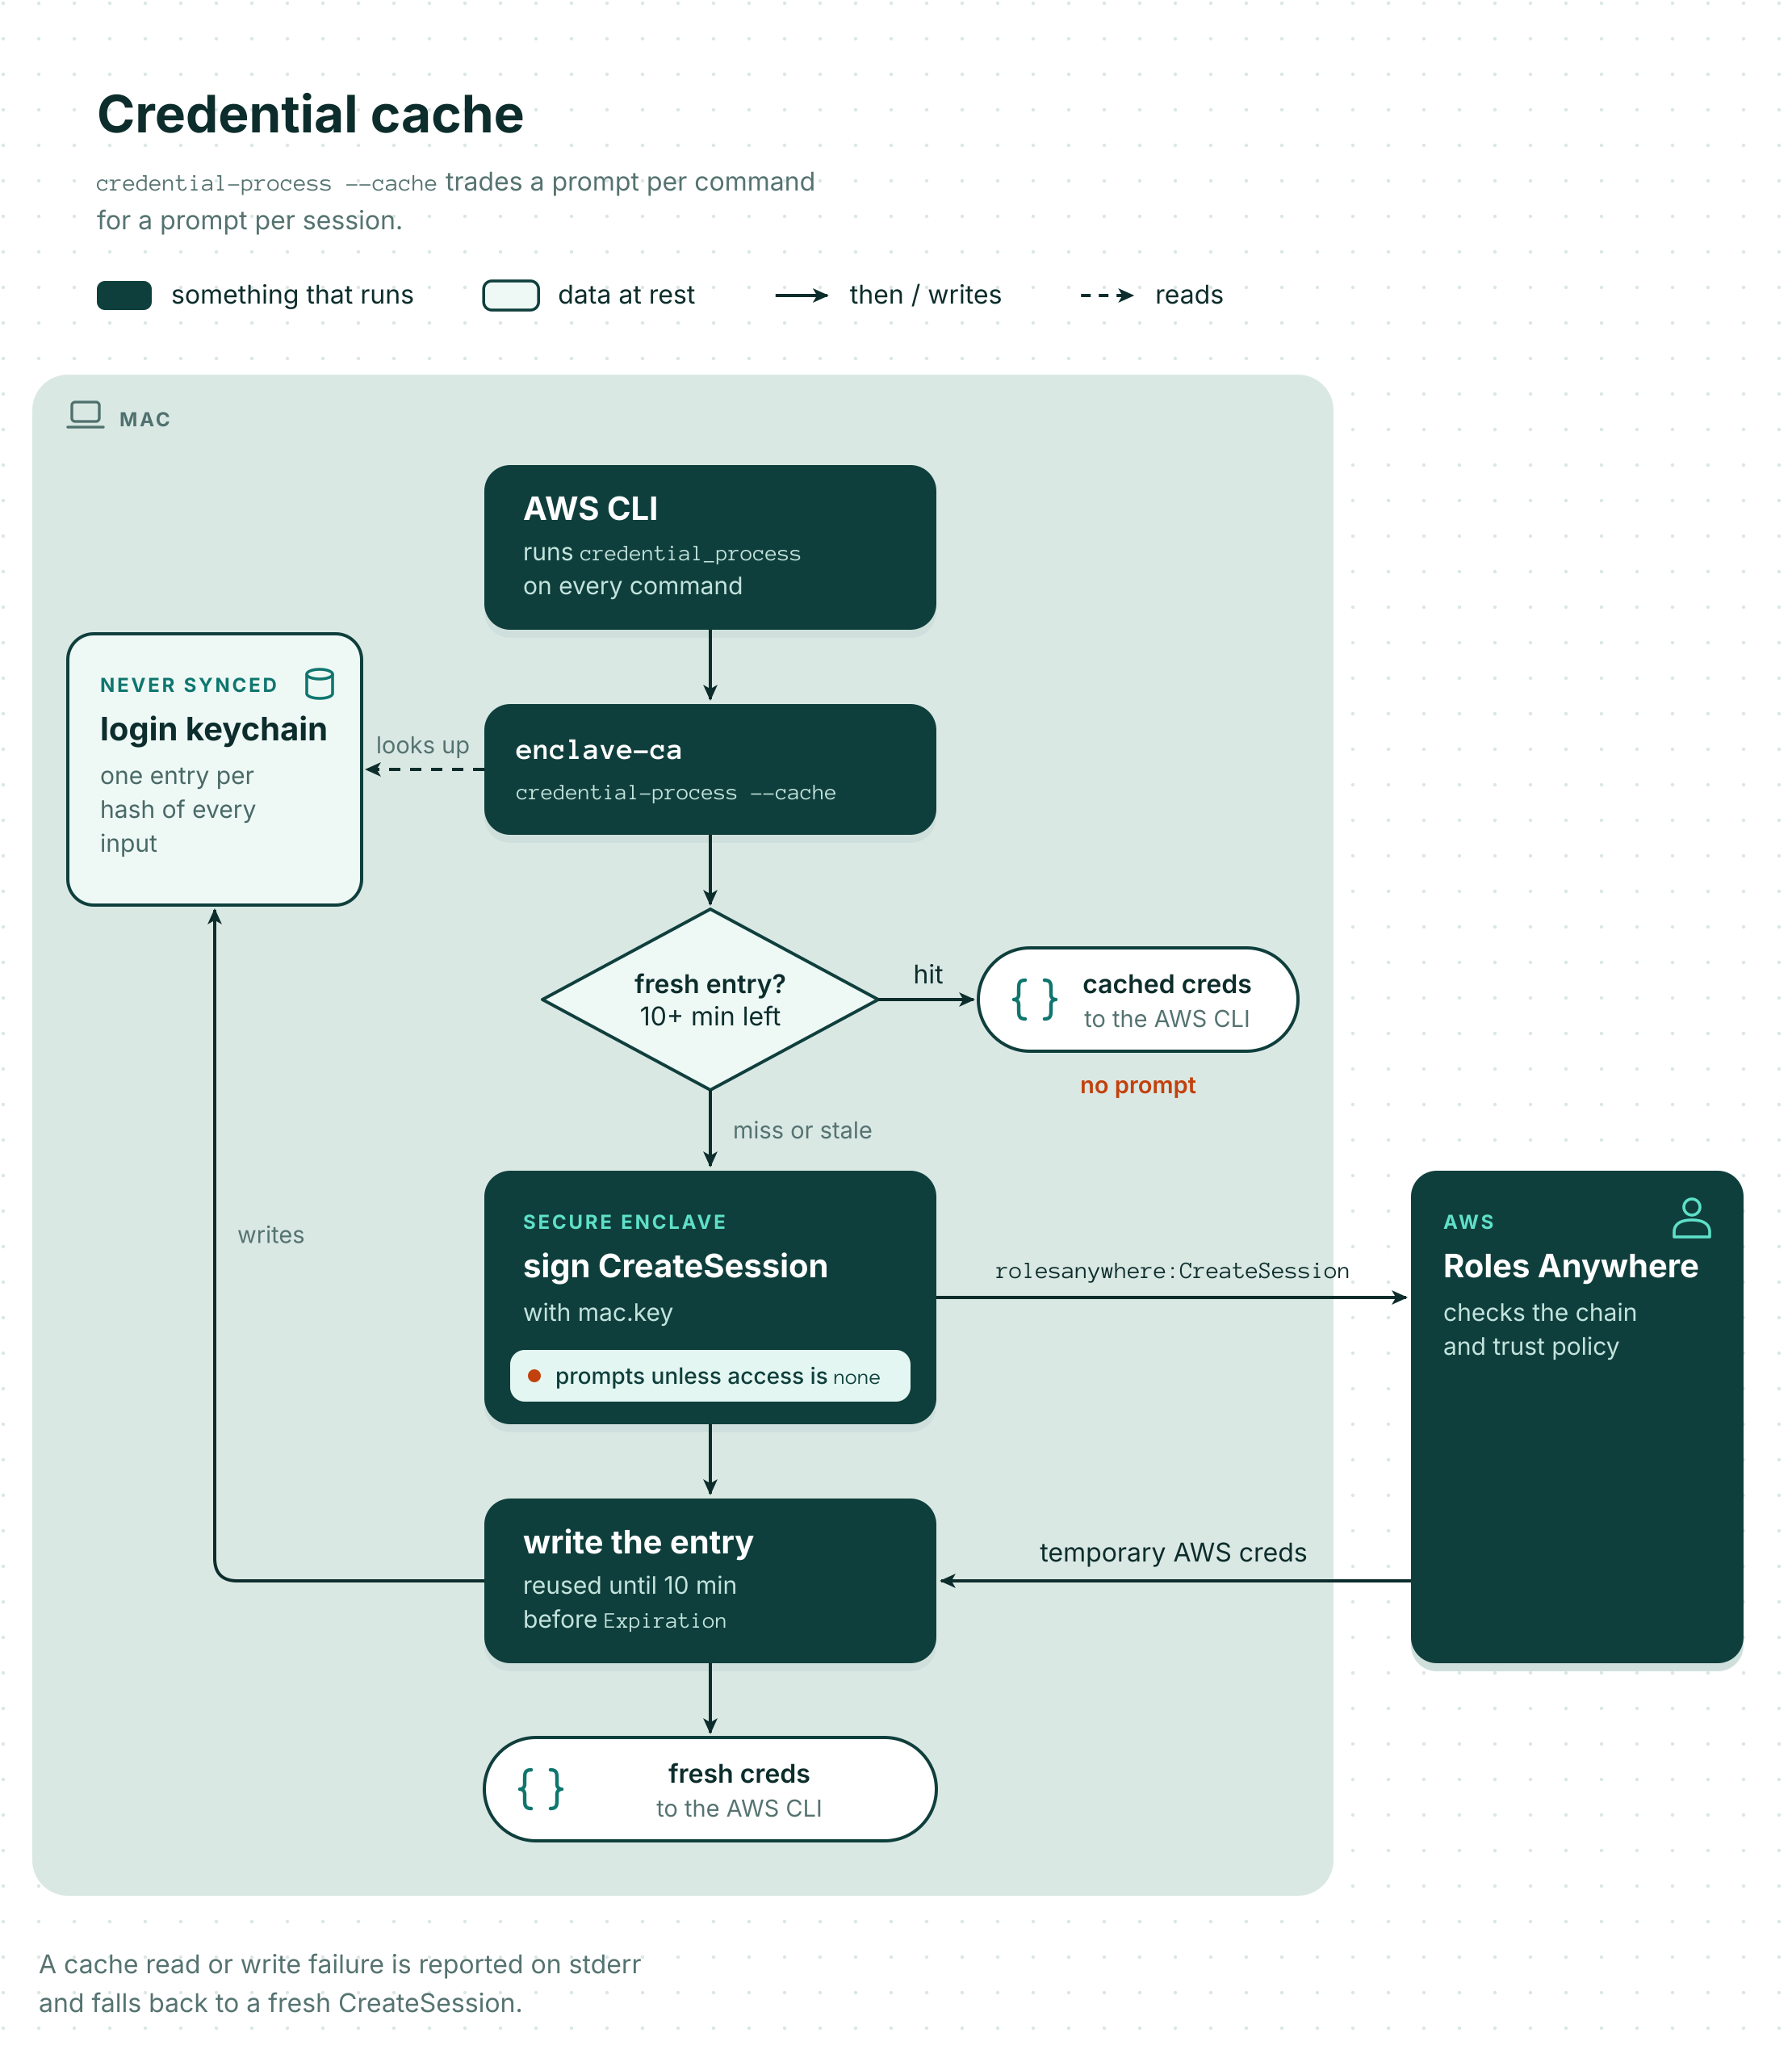 Credential cache
credential-process --cache trades a prompt per command
for a prompt per session.
something that runs
data at rest
then / writes
reads
MAC
AWS CLI
runs credential_process
on every command
NEVER SYNCED
login keychain
one entry per
hash of every
input
looks up
enclave-ca
credential-process --cache
fresh entry?
10+ min left
hit
cached creds
to the AWS CLI
no prompt
miss or stale
writes
SECURE ENCLAVE
sign CreateSession
with mac.key
prompts unless access is none
rolesanywhere:CreateSession
AWS
Roles Anywhere
checks the chain
and trust policy
write the entry
reused until 10 min
before Expiration
temporary AWS creds
{ }
fresh creds
to the AWS CLI
A cache read or write failure is reported on stderr
and falls back to a fresh CreateSession.